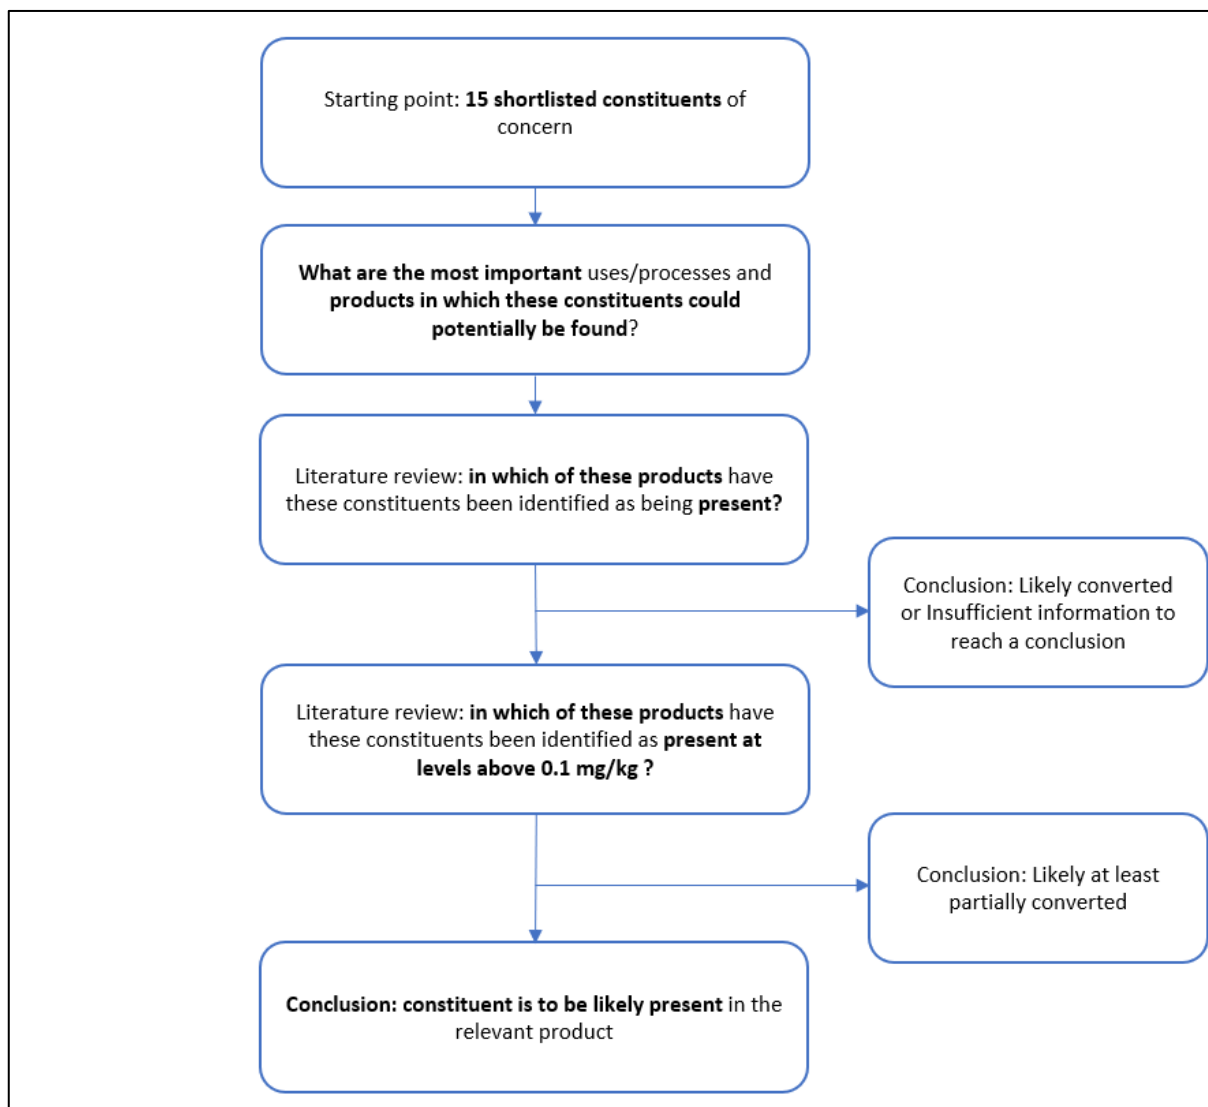 Starting point: 15 shortlisted constituents of
concern
What are the most important uses/processes and
products in which these constituents could
potentially be found?
Literature review: in which of these products have
these constituents been identified as being present?
Conclusion: Likely converted
or Insufficient information to
reach a conclusion
Literature review: in which of these products have
these constituents been identified as present at
levels above 0.1 mg/kg ?
Conclusion: Likely at least
partially converted
Conclusion: constituent is to be likely present in the
relevant product